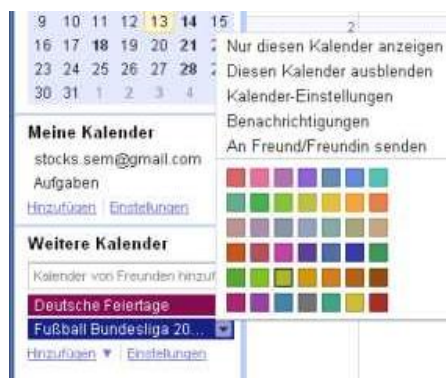 9 10 11 12 13 14 15
16 17 18 19 20 21
23 24 25 26 27 28
30 31 1 2 3 4
2
Nur diesen Kalender anzeigen
Diesen Kalender ausblenden
Kalender-Einstellungen
Benachrichtigungen
An Freund/Freundin senden
Meine Kalender
stocks.sem@gmail.com
Aufgaben
Hinzufügen Einstellungen
Weitere Kalender
Kalender von Freunden hinzuf
Deutsche Feiertage
Fußball Bundesliga 20...
Hinzufügen ▼ Einstellungen